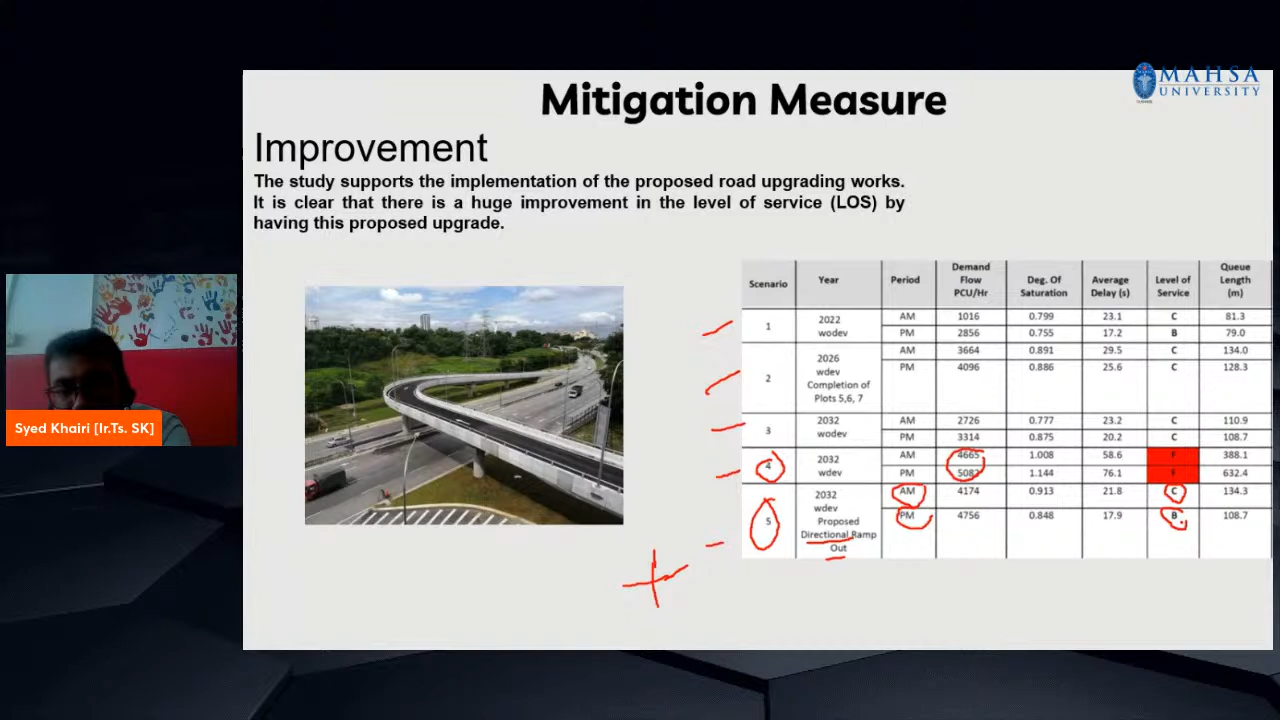 Mitigation Measure
MAHSA
UNIVERSITY
Improvement
The study supports the implementation of the proposed road upgrading works.
It is clear that there is a huge improvement in the level of service (LOS) by
having this proposed upgrade.
Scenario Year Period Demand Flow PCU/Hr Deg. Of Saturation Average Delay (s) Level of Service Queue Length (m)
1 2022 wodev AM 1016 0.799 23.1 C 81.3
PM 2856 0.755 17.2 B 79.0
2 2026 wdev Completion of Plots 5,6, 7 AM 3664 0.891 29.5 C 134.0
PM 4096 0.886 25.6 C 128.3
3 2032 wodev AM 2726 0.777 23.2 C 110.9
PM 3314 0.875 20.2 C 108.7
4 2032 wdev AM 4665 1.008 58.6 F 388.1
PM 5082 1.144 76.1 F 632.4
5 2032 wdev Proposed Directional Ramp Out AM 4174 0.913 21.8 C 134.3
PM 4756 0.848 17.9 B 108.7
Syed Khairi [Ir.Ts. SK]